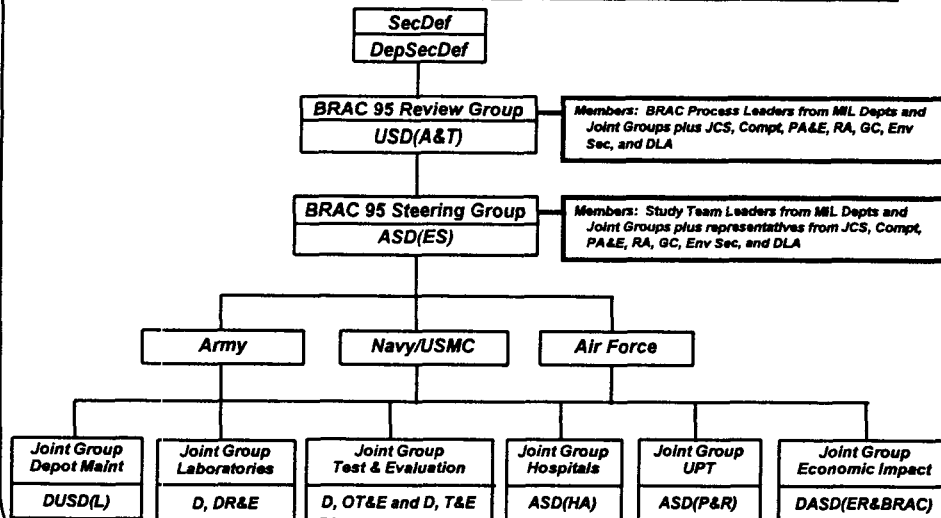 SecDef
DepSecDef
BRAC 95 Review Group
USD(A&T)
Members: BRAC Process Leaders from MIL Depts and
Joint Groups plus JCS, Compt, PA&E, RA, GC, Env
Sec, and DLA
BRAC 95 Steering Group
ASD(ES)
Members: Study Team Leaders from MIL Depts and
Joint Groups plus representatives from JCS, Compt,
PA&E, RA, GC, Env Sec, and DLA
Army
Navy/USMC
Air Force
Joint Group
Depot Maint
DUSD(L)
Joint Group
Laboratories
D, DR&E
Joint Group
Test & Evaluation
D, OT&E and D, T&E
Joint Group
Hospitals
ASD(HA)
Joint Group
UPT
ASD(P&R)
Joint Group
Economic Impact
DASD(ER&BRAC)